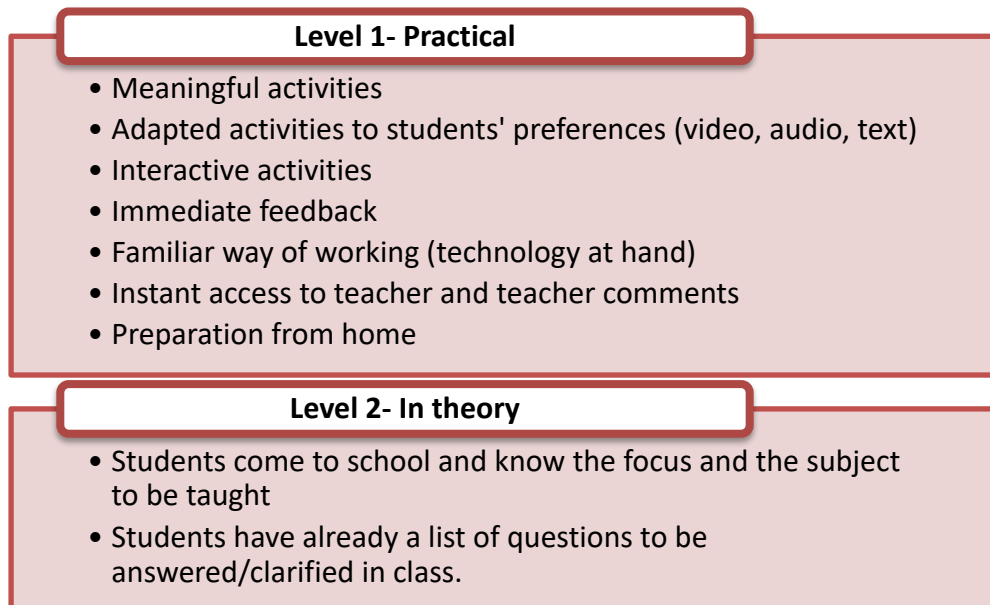 Level 1- Practical
• Meaningful activities
• Adapted activities to students' preferences (video, audio, text)
• Interactive activities
• Immediate feedback
• Familiar way of working (technology at hand)
• Instant access to teacher and teacher comments
• Preparation from home
Level 2- In theory
• Students come to school and know the focus and the subject
to be taught
• Students have already a list of questions to be
answered/clarified in class.